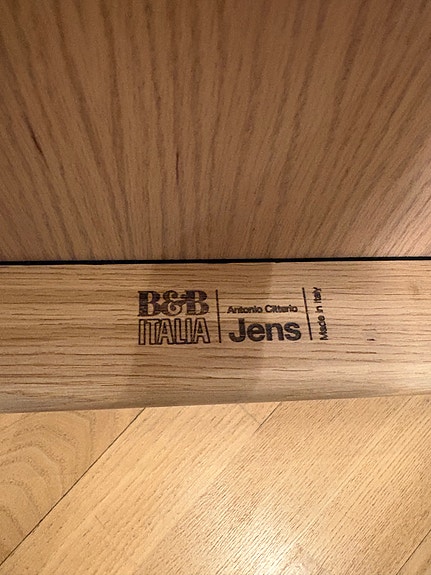 B&B
ITALIA
Antonio Citterio
Jens
Made in Italy